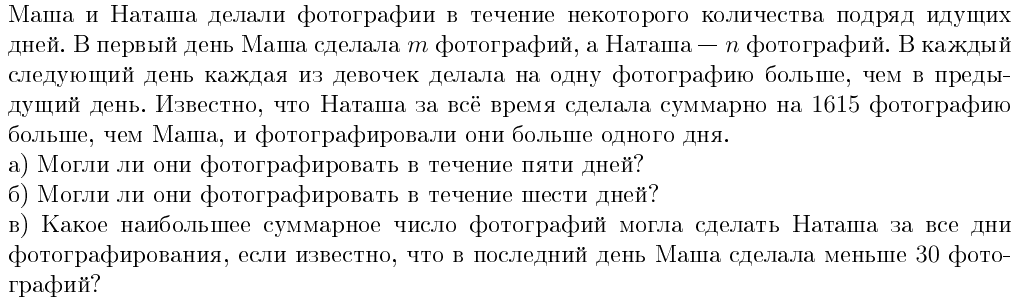 Маша и Наташа делали фотографии в течение некоторого количества подряд идущих
дней. В первый день Маша сделала m фотографий, а Наташа — n фотографий. В каждый
следующий день каждая из девочек делала на одну фотографию больше, чем в преды-
дущий день. Известно, что Наташа за всё время сделала суммарно на 1615 фотографию
больше, чем Маша, и фотографировали они больше одного дня.
а) Могли ли они фотографировать в течение пяти дней?
б) Могли ли они фотографировать в течение шести дней?
в) Какое наибольшее суммарное число фотографий могла сделать Наташа за все дни
фотографирования, если известно, что в последний день Маша сделала меньше 30 фото-
графий?